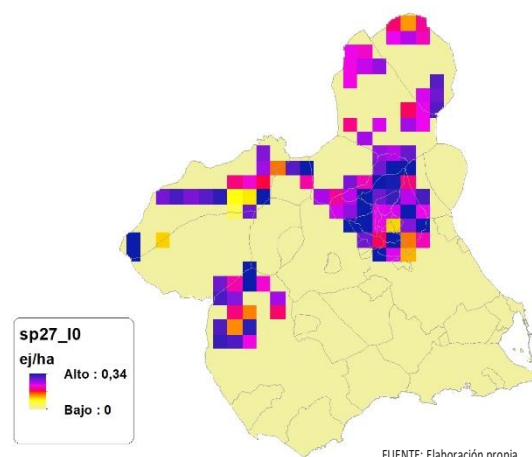 sp27_I0
ej/ha
Alto : 0,34
Bajo : 0
FUENTE: Elaboración propia